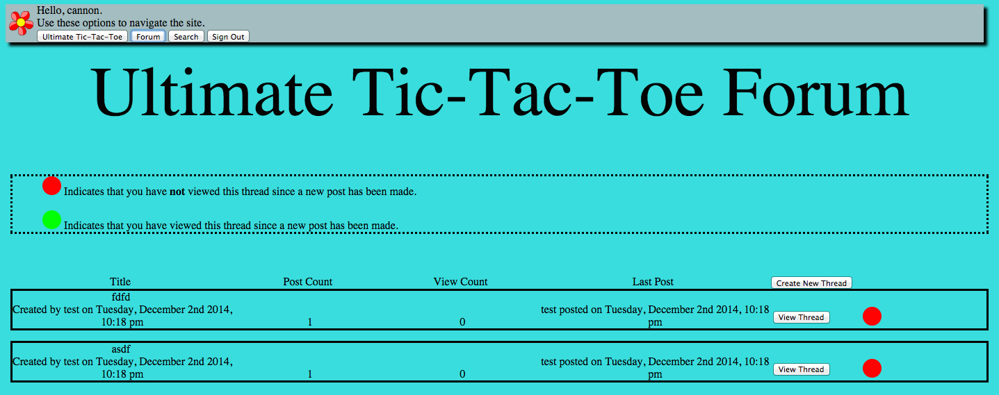 Hello, cannon.
Use these options to navigate the site.
Ultimate Tic-Tac-Toe Forum Search Sign Out
Ultimate Tic-Tac-Toe Forum
Indicates that you have not viewed this thread since a new post has been made.
Indicates that you have viewed this thread since a new post has been made.
Title Post Count View Count Last Post Create New Thread
fdfd
Created by test on Tuesday, December 2nd 2014, test posted on Tuesday, December 2nd 2014, 10:18 View Thread
10:18 pm 1 0 pm
asdf
Created by test on Tuesday, December 2nd 2014, test posted on Tuesday, December 2nd 2014, 10:18 View Thread
10:18 pm 1 0 pm